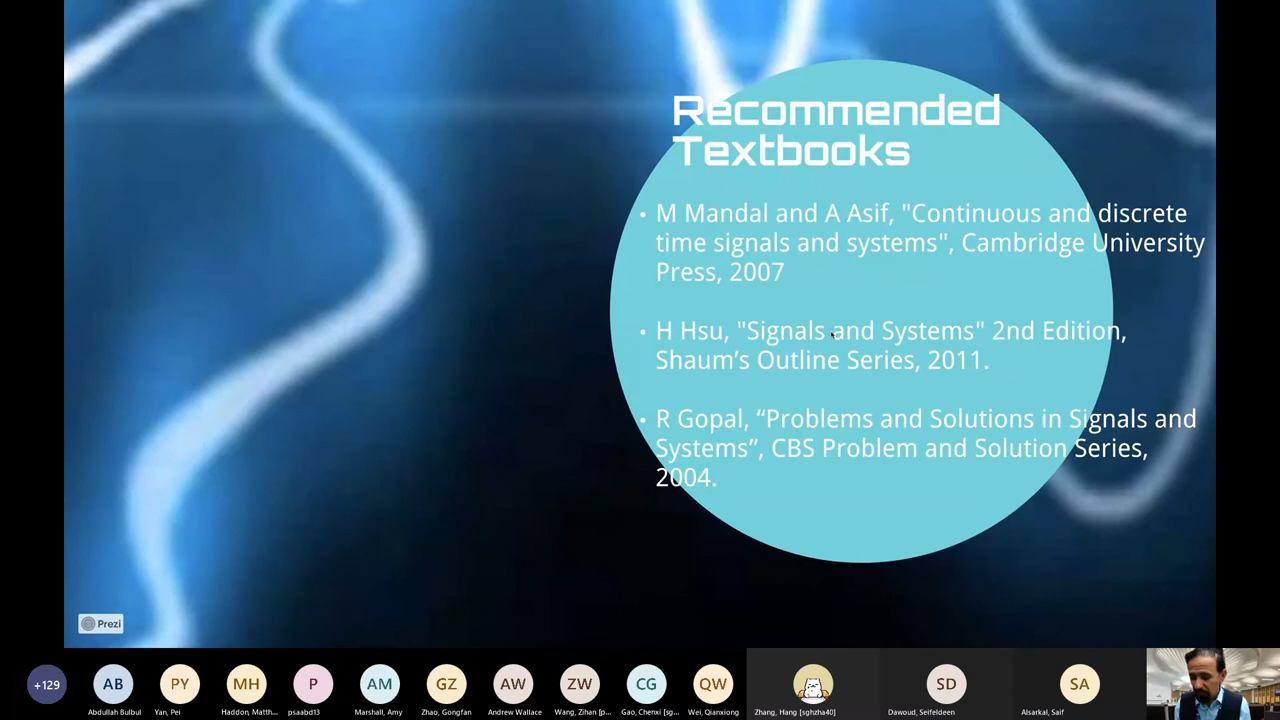 Recommended
Textbooks
• M Mandal and A Asif, "Continuous and discrete
time signals and systems", Cambridge University
Press, 2007
• H Hsu, "Signals and Systems" 2nd Edition,
Shaum’s Outline Series, 2011.
• R Gopal, “Problems and Solutions in Signals and
Systems”, CBS Problem and Solution Series,
2004.
Prezi
+129 AB PY MH P AM GZ AW ZW CG QW SD SA
Abdullah Bulbul Yan, Pei Haddon, Matth... psaabd13 Marshall, Amy Zhao, Gongfan Andrew Wallace Wang, Zihan [p... Gao, Chenxi [sg... Wei, Qianxiong Zhang, Hang [sghzha40] Dawoud, Seifeldeen Alsarkal, Saif